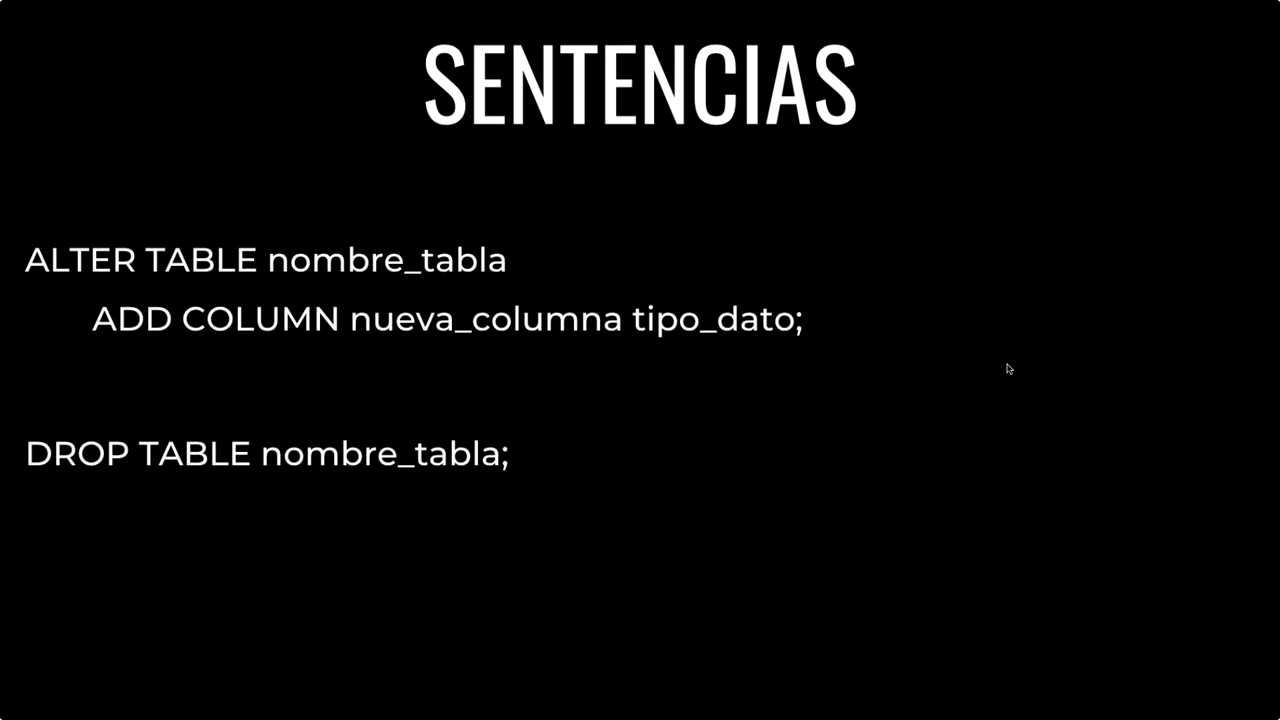 SENTENCIAS
ALTER TABLE nombre_tabla
ADD COLUMN nueva_columna tipo_dato;
DROP TABLE nombre_tabla;